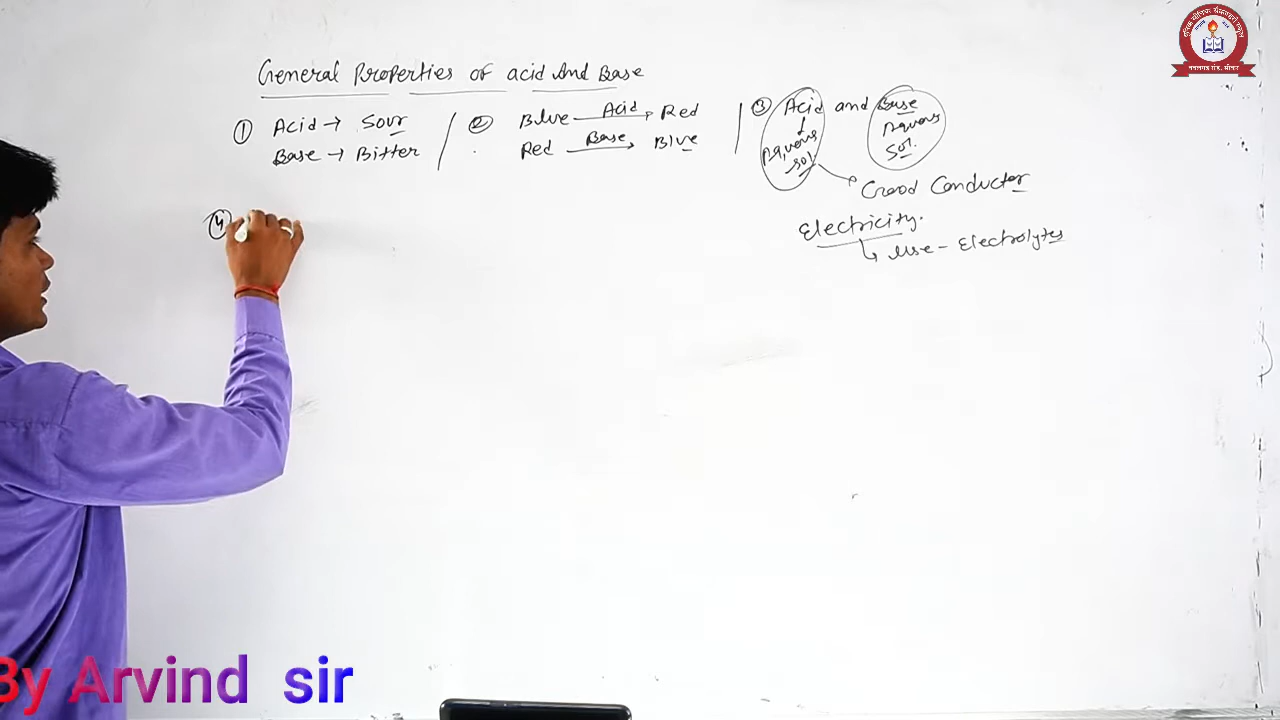 General Properties of acid And Base
① Acid → Sour
Base → Bitter
② Blue Acid → Red
Red Base → Blue
③ Acid and Base
↓ Aquous
Aquous Sol.
Sol.
→ Good Conductor
Electricity.
↳ Use - Electrolytes
④
By Arvind sir